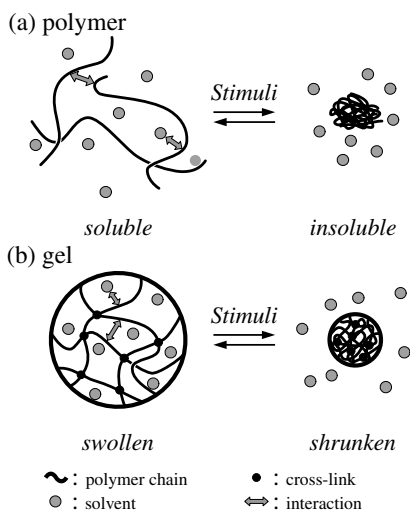 (a) polymer
Stimuli
soluble
insoluble
(b) gel
Stimuli
swollen
shrunken
: polymer chain
: cross-link
: solvent
: interaction